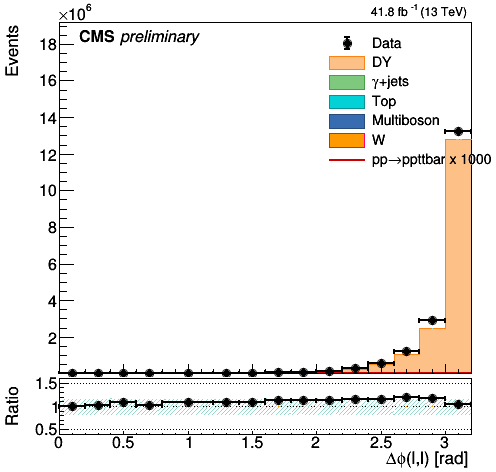 41.8 fb⁻¹ (13 TeV)
×10⁶
CMS preliminary
Events
18
16
14
12
10
8
6
4
2
Data
DY
γ+jets
Top
Multiboson
W
pp→ppttbar x 1000
Ratio
1.5
1
0.5
0 0.5 1 1.5 2 2.5 3
Δϕ(l,l) [rad]